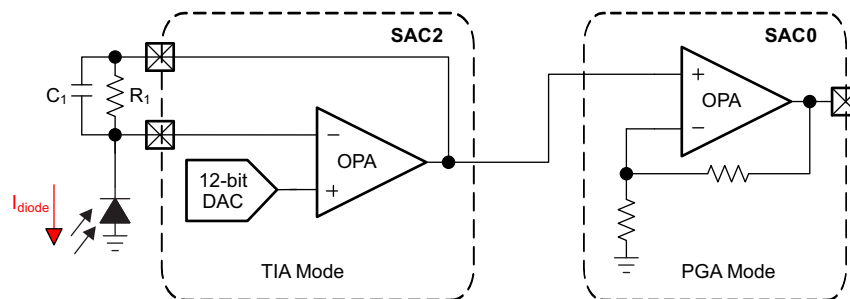 SAC2
SAC0
C1
R1
OPA
OPA
12-bit
DAC
Idiode
TIA Mode
PGA Mode